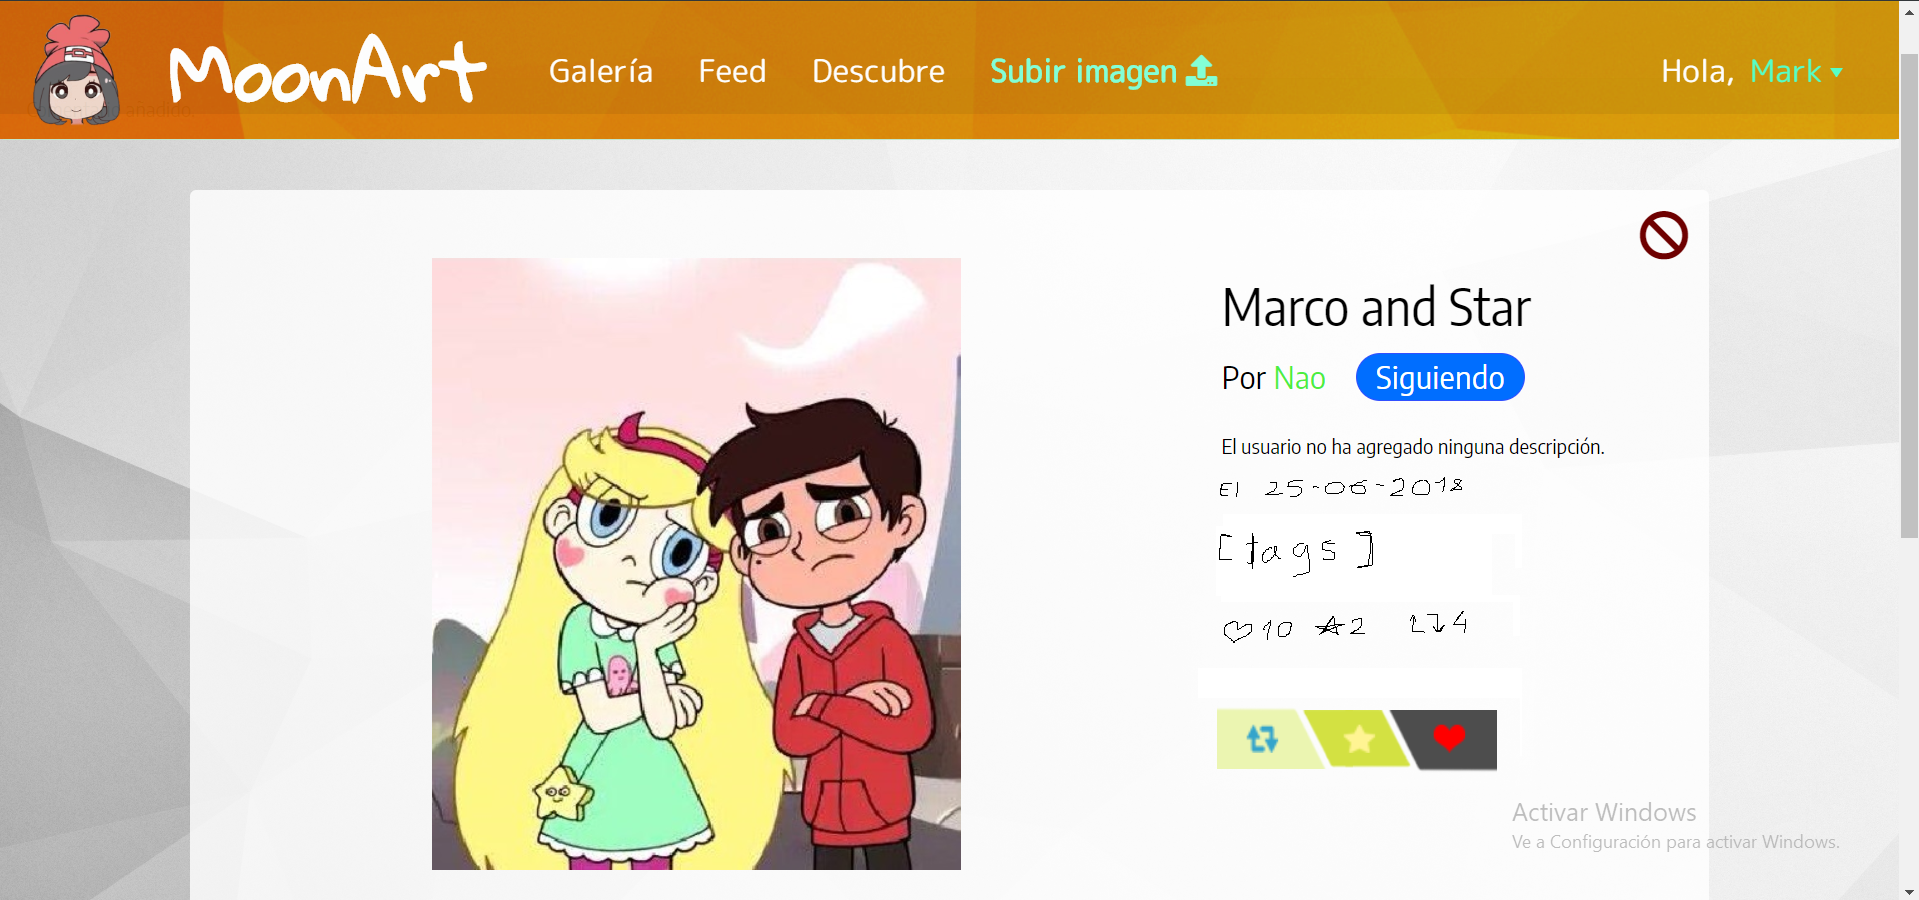 MoonArt Galería Feed Descubre Subir imagen Hola, Mark
añadido.
Marco and Star
Por Nao Siguiendo
El usuario no ha agregado ninguna descripción.
El 25-06-2018
[tags]
10 2 4
Activar Windows
Ve a Configuración para activar Windows.